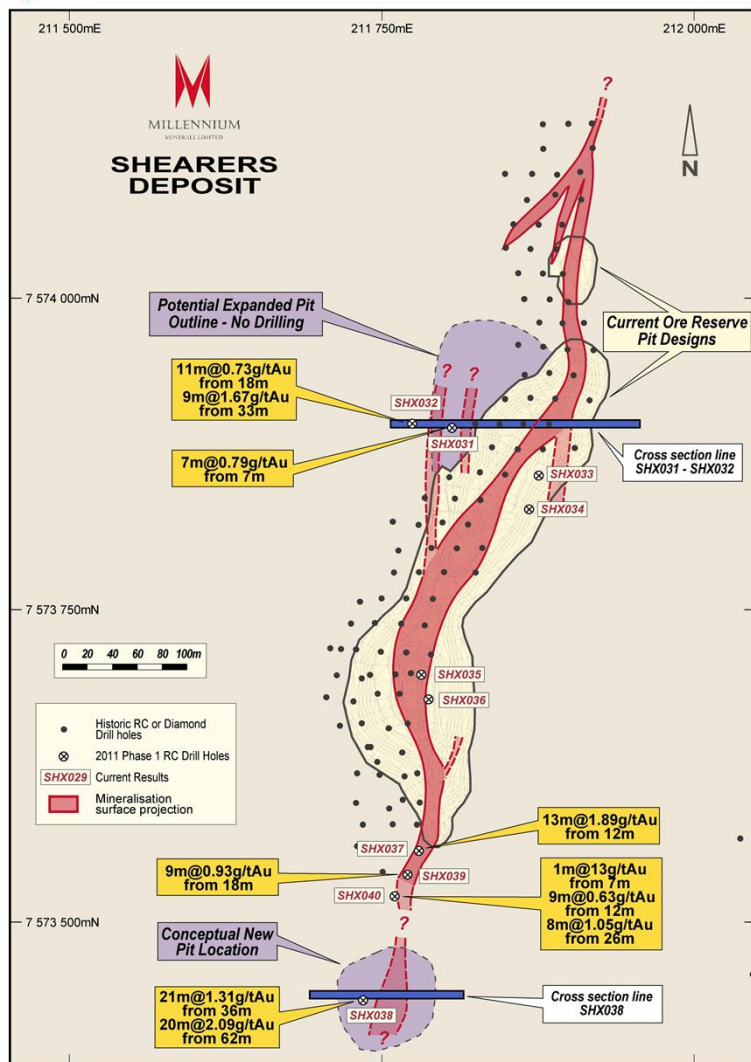 211 500mE
211 750mE
212 000mE
MILLENNIUM
MINERALS LIMITED
SHEARERS
DEPOSIT
?
N
7 574 000mN
Potential Expanded Pit
Outline - No Drilling
Current Ore Reserve
Pit Designs
11m@0.73g/tAu
from 18m
9m@1.67g/tAu
from 33m
?
?
SHX032
SHX031
7m@0.79g/tAu
from 7m
Cross section line
SHX031 - SHX032
SHX033
SHX034
7 573 750mN
0 20 40 60 80 100m
SHX035
SHX036
Historic RC or Diamond
Drill holes
2011 Phase 1 RC Drill Holes
SHX029 Current Results
Mineralisation
surface projection
13m@1.89g/tAu
from 12m
SHX037
9m@0.93g/tAu
from 18m
SHX039
SHX040
1m@13g/tAu
from 7m
9m@0.63g/tAu
from 12m
8m@1.05g/tAu
from 26m
7 573 500mN
?
Conceptual New
Pit Location
21m@1.31g/tAu
from 36m
20m@2.09g/tAu
from 62m
SHX038
?
Cross section line
SHX038